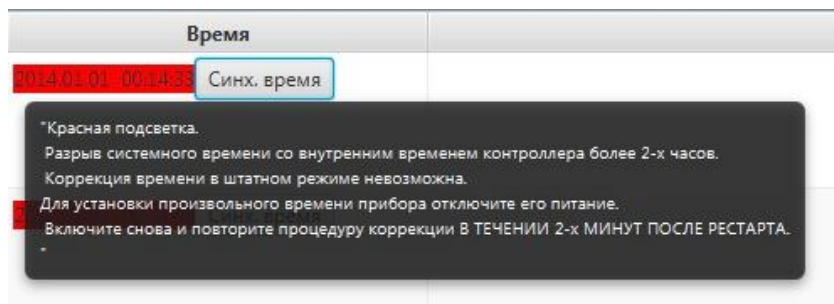 Время
2014.01.01 00:14:33 Синх. время
"Красная подсветка.
Разрыв системного времени со внутренним временем контроллера более 2-х часов.
Коррекция времени в штатном режиме невозможна.
Для установки произвольного времени прибора отключите его питание.
Включите снова и повторите процедуру коррекции В ТЕЧЕНИИ 2-х МИНУТ ПОСЛЕ РЕСТАРТА.
"